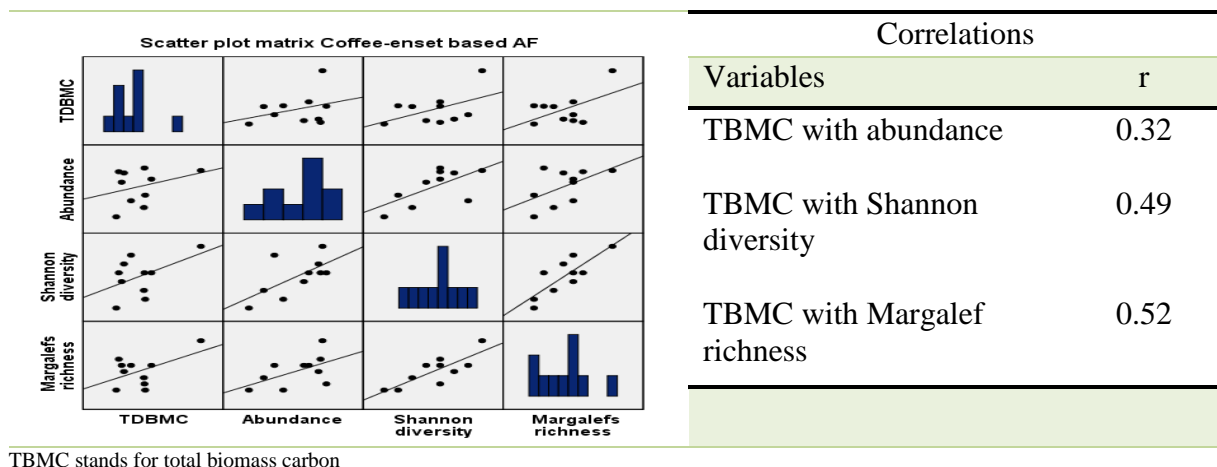 Scatter plot matrix Coffee-enset based AF
TDBMC
Abundance
Shannon
diversity
Margalefs
richness
TDBMC
Abundance
Shannon
diversity
Margalefs
richness
Correlations
Variables r
TBMC with abundance 0.32
TBMC with Shannon 0.49
diversity
TBMC with Margalef 0.52
richness
TBMC stands for total biomass carbon